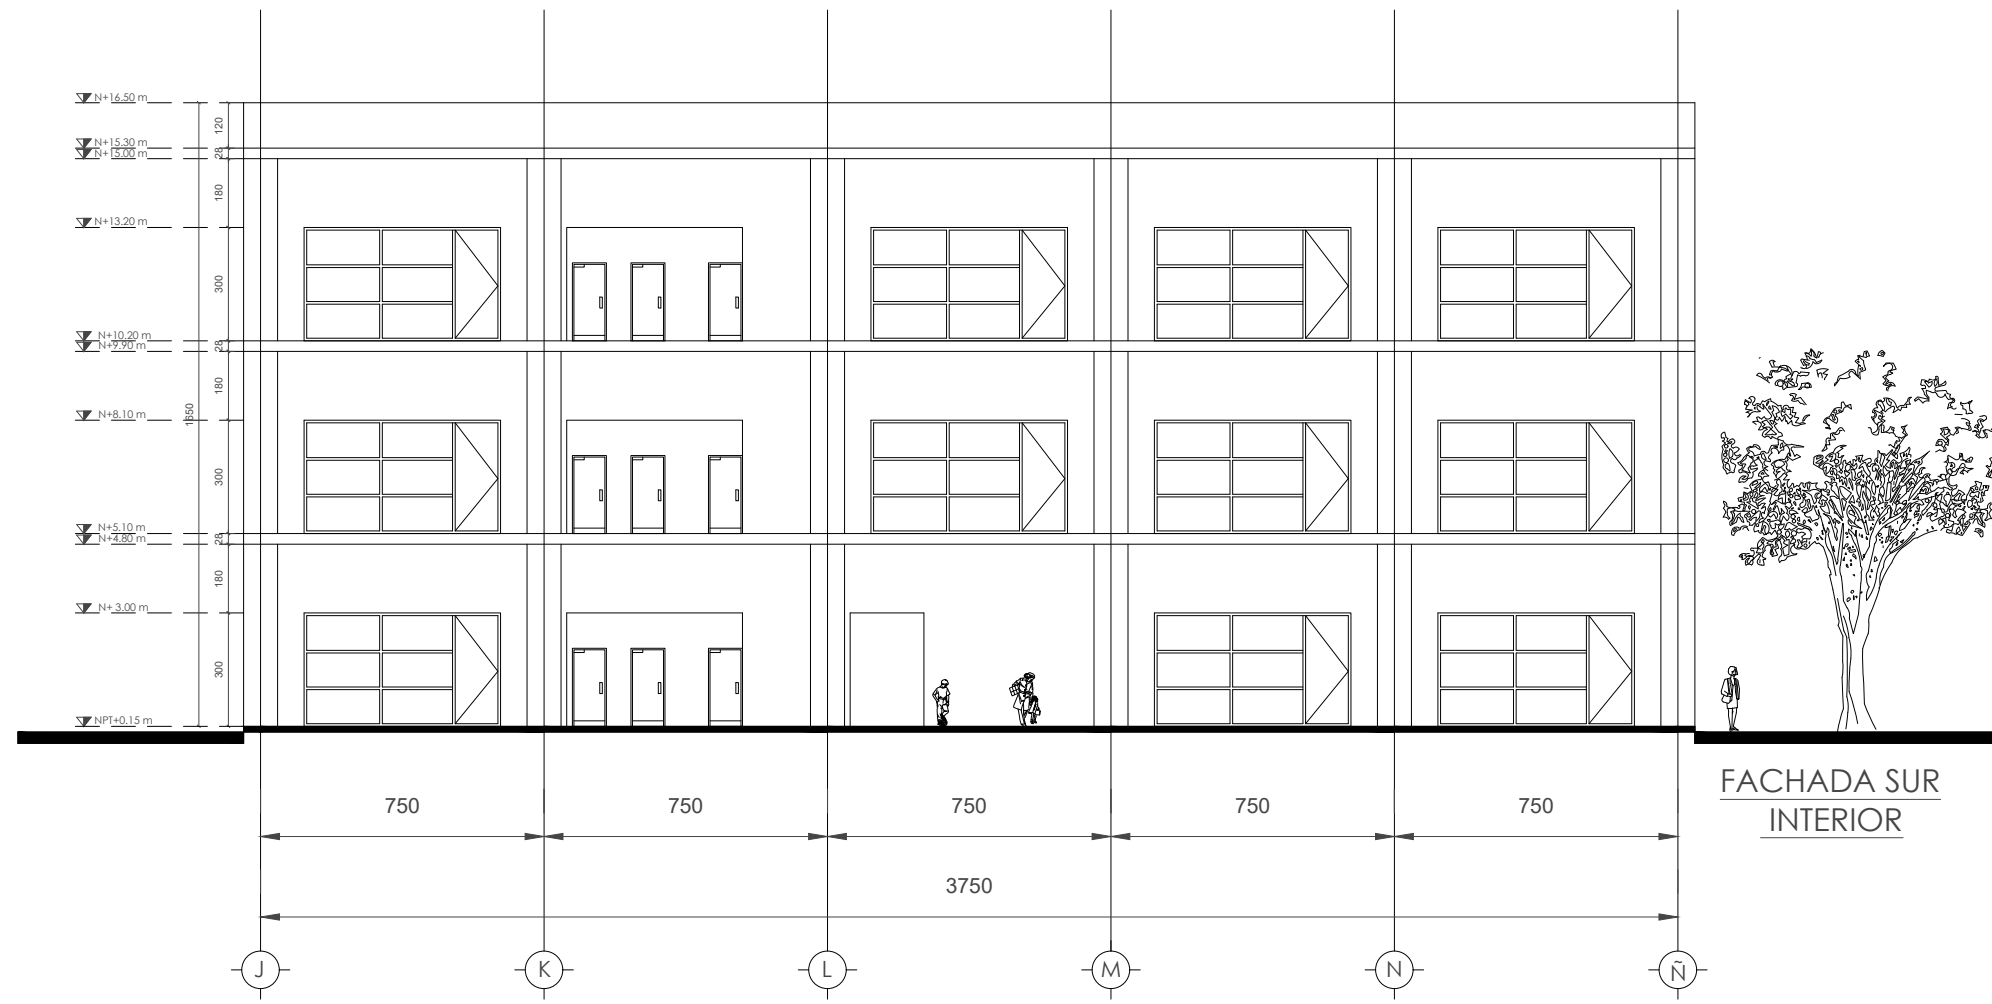 N+16.50 m
120
N+15.30 m
28
N+15.00 m
180
N+13.20 m
300
N+10.20 m
28
N+9.90 m
180
1650
N+8.10 m
300
N+5.10 m
28
N+4.80 m
180
N+ 3.00 m
300
NPT+0.15 m
FACHADA SUR
INTERIOR
750 750 750 750 750
3750
J K L M N Ñ